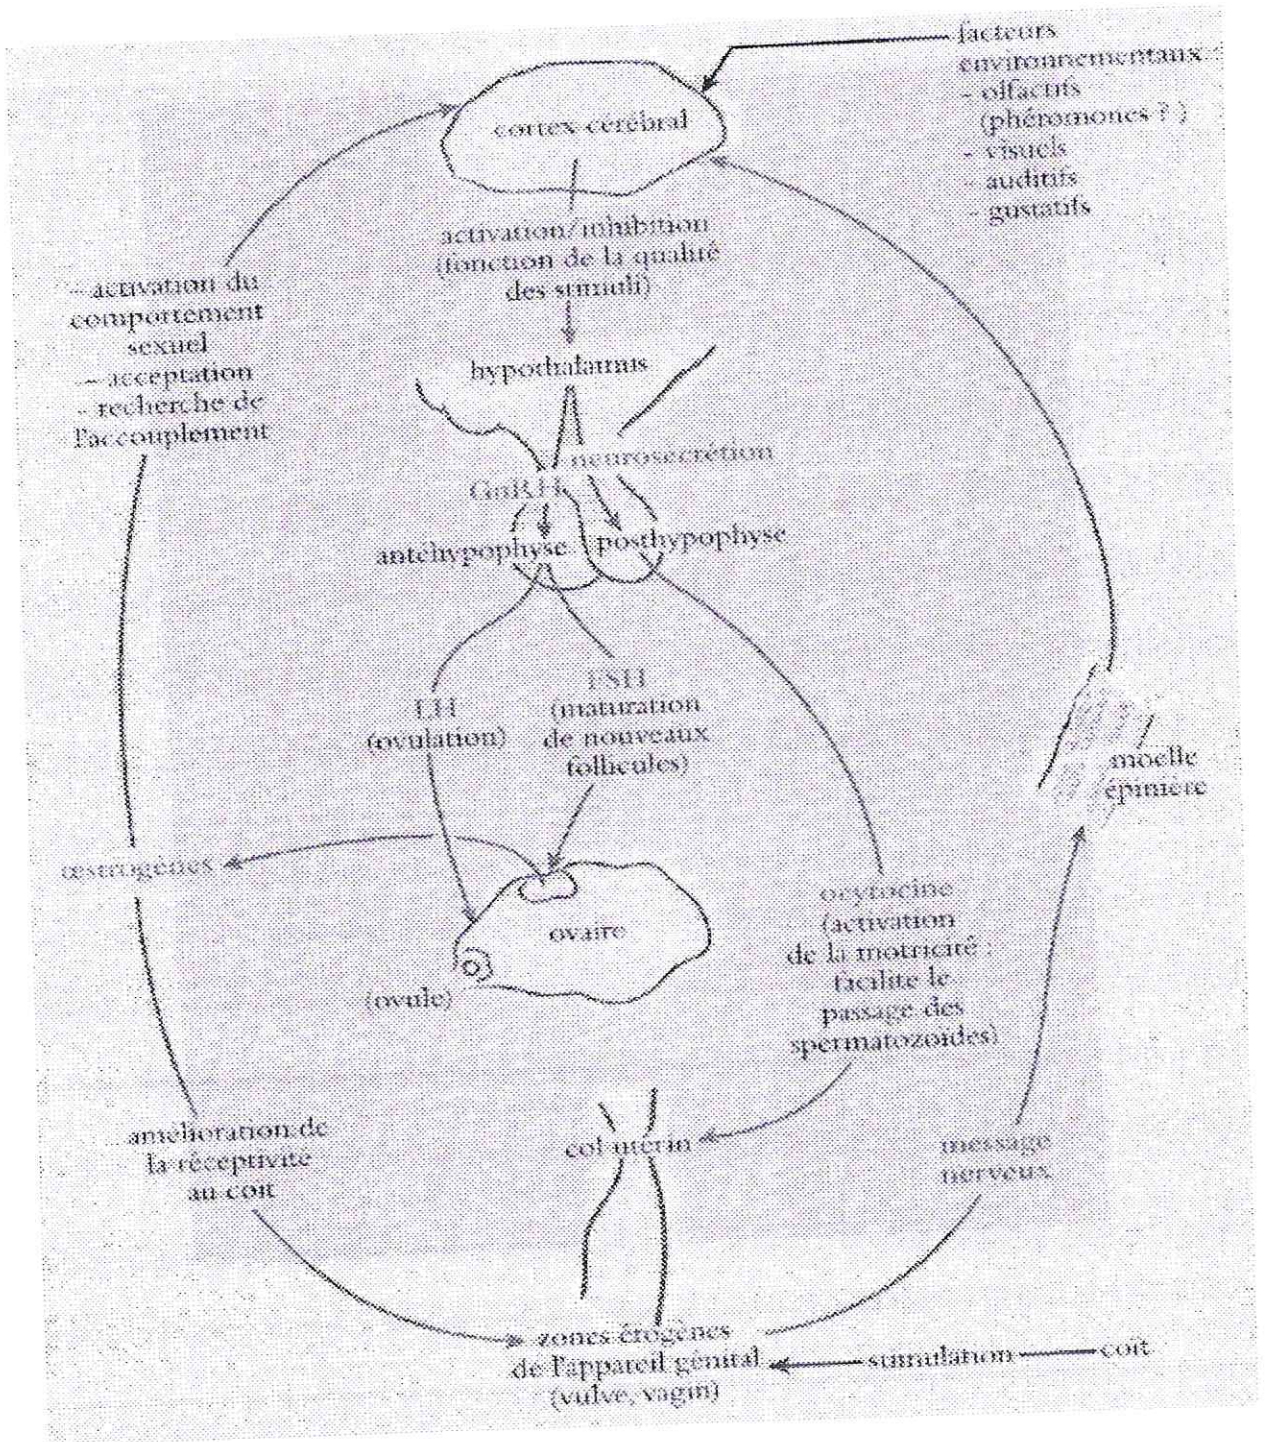 facteurs
environnementaux :
- olfactifs
(phéromones ? )
- visuels
- auditifs
- gustatifs
cortex cérébral
activation/inhibition
(fonction de la qualité
des stimuli)
- activation du
comportement
sexuel
- acceptation
- recherche de
l'accouplement
hypothalamus
neurosecrétion
GnRH
antéhypophyse
posthypophyse
LH
(ovulation)
FSH
(maturation
de nouveaux
follicules)
moelle
épinière
œstrogènes
ovaire
(ovule)
ocytocine
(activation
de la motricité :
facilite le
passage des
spermatozoïdes)
amélioration de
la réceptivité
au coït
col utérin
message
nerveux
zones érogènes
de l'appareil génital
(vulve, vagin)
stimulation
coït